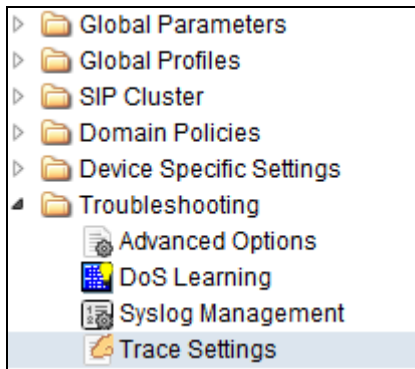 Global Parameters
Global Profiles
SIP Cluster
Domain Policies
Device Specific Settings
Troubleshooting
Advanced Options
DoS Learning
Syslog Management
Trace Settings